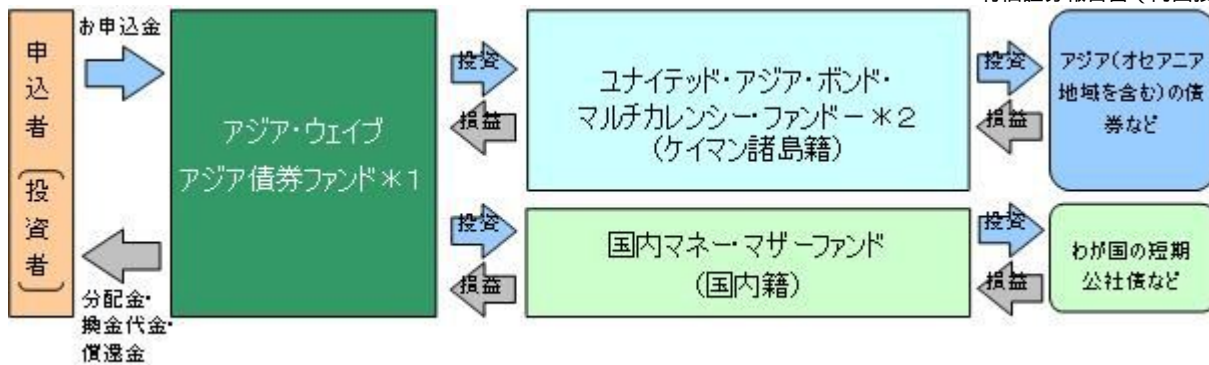 お申込金
申
込
者
(投
資
者)
分配金・
換金代金・
償還金
アジア・ウェイブ
アジア債券ファンド＊1
投資
損益
投資
損益
ユナイテッド・アジア・ボンド・
マルチカレンシー・ファンドー＊2
(ケイマン諸島籍)
国内マネー・マザーファンド
(国内籍)
投資
損益
投資
損益
アジア(オセアニア
地域を含む)の債
券など
わが国の短期
公社債など